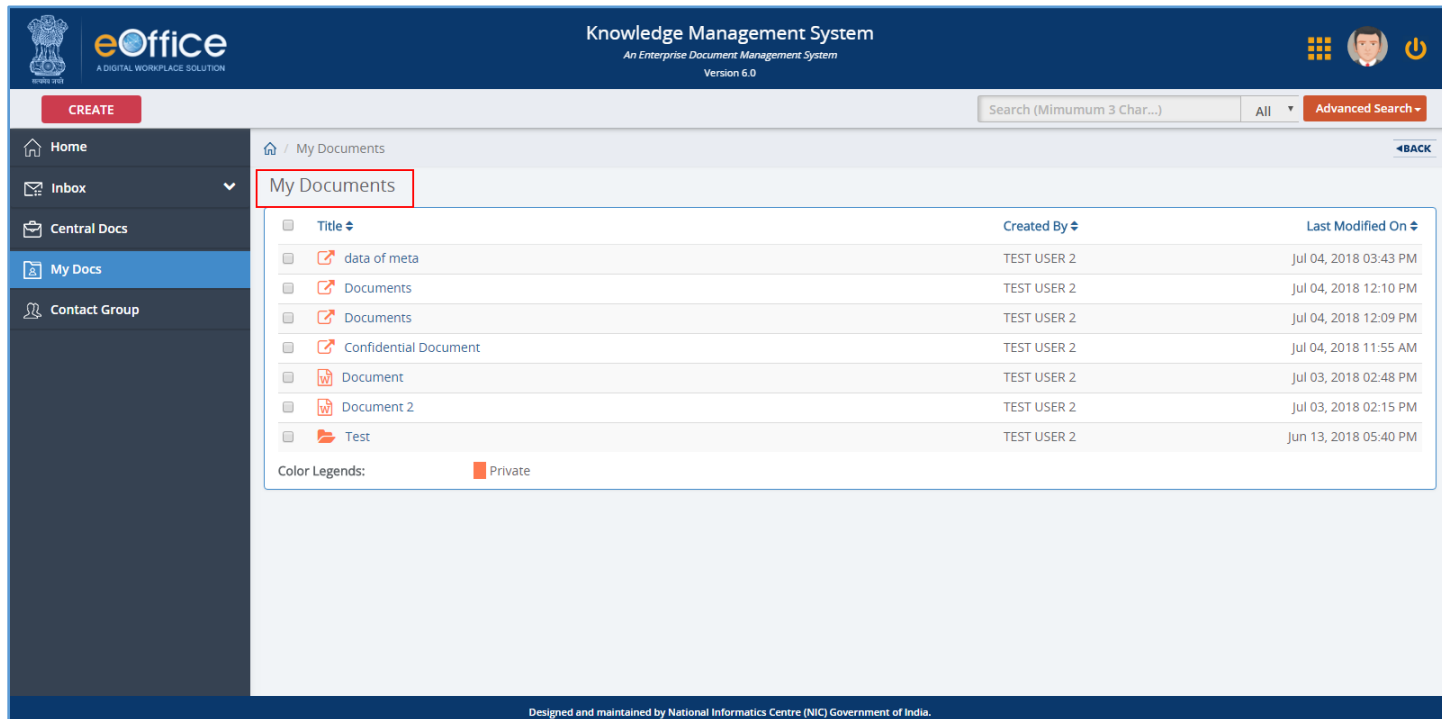 सत्यमेव जयते
eOffice
A DIGITAL WORKPLACE SOLUTION
Knowledge Management System
An Enterprise Document Management System
Version 6.0
CREATE
Search (Mimumum 3 Char...)
All
Advanced Search
Home
Inbox
Central Docs
My Docs
Contact Group
/ My Documents
BACK
My Documents
Title Created By Last Modified On
data of meta TEST USER 2 Jul 04, 2018 03:43 PM
Documents TEST USER 2 Jul 04, 2018 12:10 PM
Documents TEST USER 2 Jul 04, 2018 12:09 PM
Confidential Document TEST USER 2 Jul 04, 2018 11:55 AM
Document TEST USER 2 Jul 03, 2018 02:48 PM
Document 2 TEST USER 2 Jul 03, 2018 02:15 PM
Test TEST USER 2 Jun 13, 2018 05:40 PM
Color Legends: Private
Designed and maintained by National Informatics Centre (NIC) Government of India.